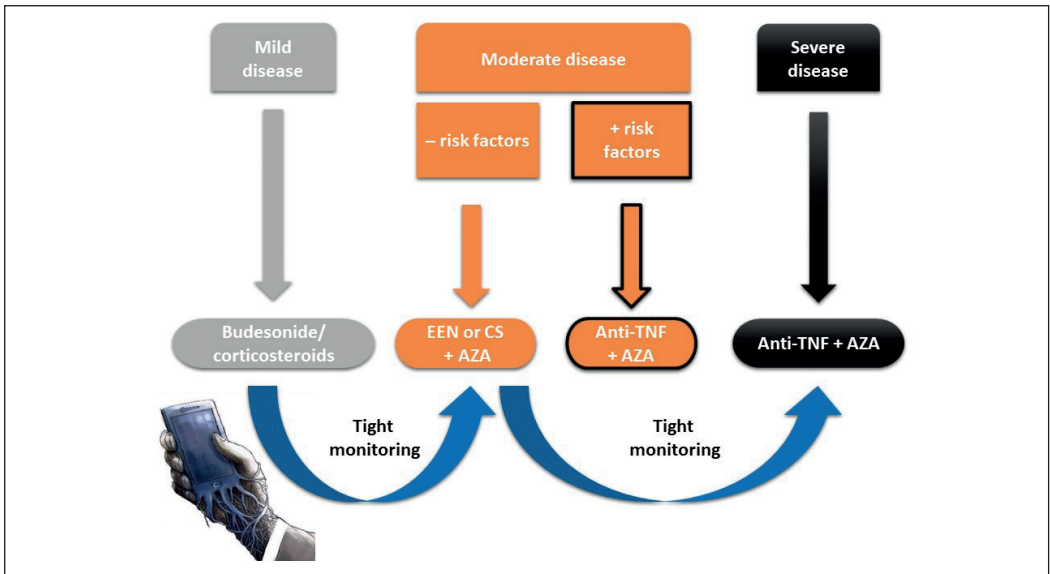 Mild
disease
Moderate disease
Severe
disease
– risk factors
+ risk
factors
Budesonide/
corticosteroids
EEN or CS
+ AZA
Anti-TNF
+ AZA
Anti-TNF + AZA
Tight
monitoring
Tight
monitoring